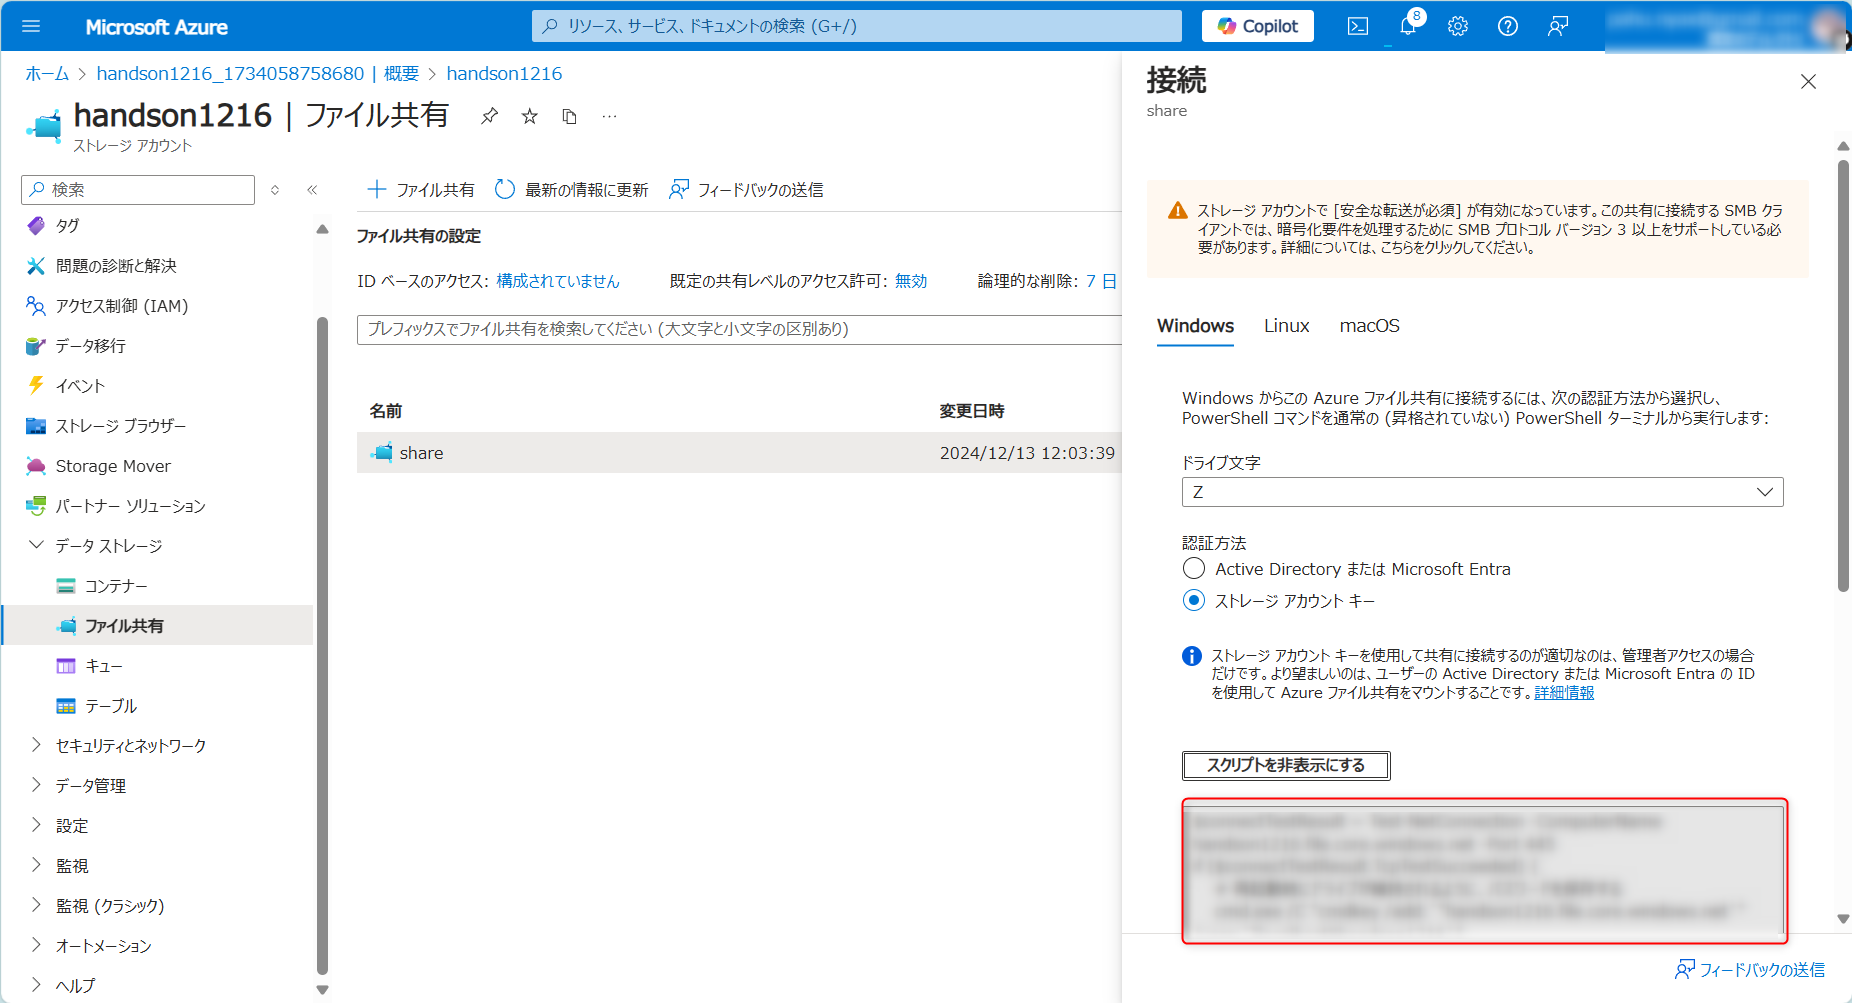 Microsoft Azure
リソース、サービス、ドキュメントの検索 (G+/)
Copilot
8
ホーム > handson1216_1734058758680 | 概要 > handson1216
handson1216 | ファイル共有
ストレージ アカウント
検索
タグ
問題の診断と解決
アクセス制御 (IAM)
データ移行
イベント
ストレージ ブラウザー
Storage Mover
パートナー ソリューション
データ ストレージ
コンテナー
ファイル共有
キュー
テーブル
セキュリティとネットワーク
データ管理
設定
監視
監視 (クラシック)
オートメーション
ヘルプ
ファイル共有
最新の情報に更新
フィードバックの送信
ファイル共有の設定
ID ベースのアクセス: 構成されていません
既定の共有レベルのアクセス許可: 無効
論理的な削除: 7 日
プレフィックスでファイル共有を検索してください (大文字と小文字の区別あり)
名前
変更日時
share
2024/12/13 12:03:39
接続
share
ストレージ アカウントで [安全な転送が必須] が有効になっています。この共有に接続する SMB クラ
イアントでは、暗号化要件を処理するために SMB プロトコル バージョン 3 以上をサポートしている必
要があります。詳細については、こちらをクリックしてください。
Windows
Linux
macOS
Windows からこの Azure ファイル共有に接続するには、次の認証方法から選択し、
PowerShell コマンドを通常の (昇格されていない) PowerShell ターミナルから実行します:
ドライブ文字
Z
認証方法
Active Directory または Microsoft Entra
ストレージ アカウント キー
ストレージ アカウント キーを使用して共有に接続するのが適切なのは、管理者アクセスの場合
だけです。より望ましいのは、ユーザーの Active Directory または Microsoft Entra の ID
を使用して Azure ファイル共有をマウントすることです。詳細情報
スクリプトを非表示にする
フィードバックの送信